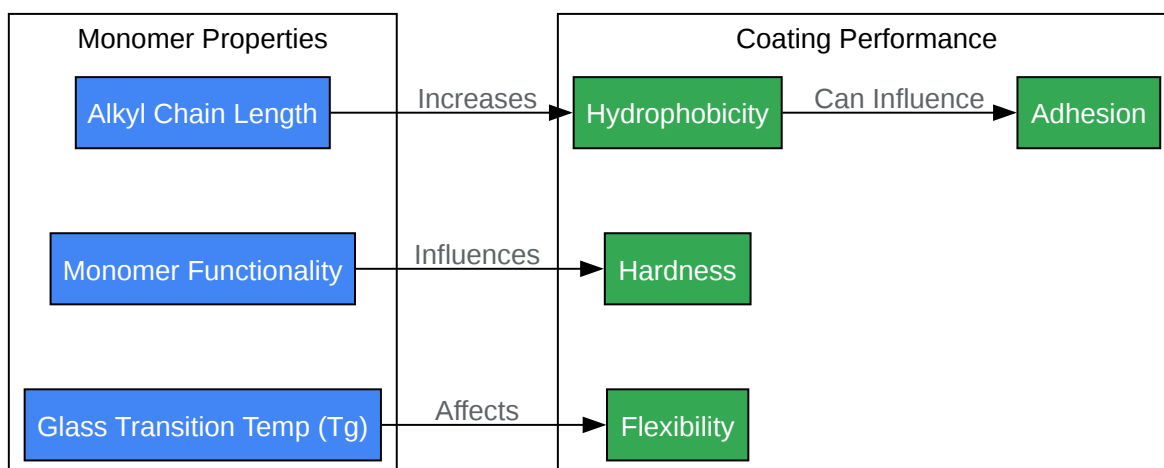 Monomer Properties
Coating Performance
Alkyl Chain Length
Increases
Hydrophobicity
Can Influence
Adhesion
Monomer Functionality
Influences
Hardness
Glass Transition Temp (Tg)
Affects
Flexibility